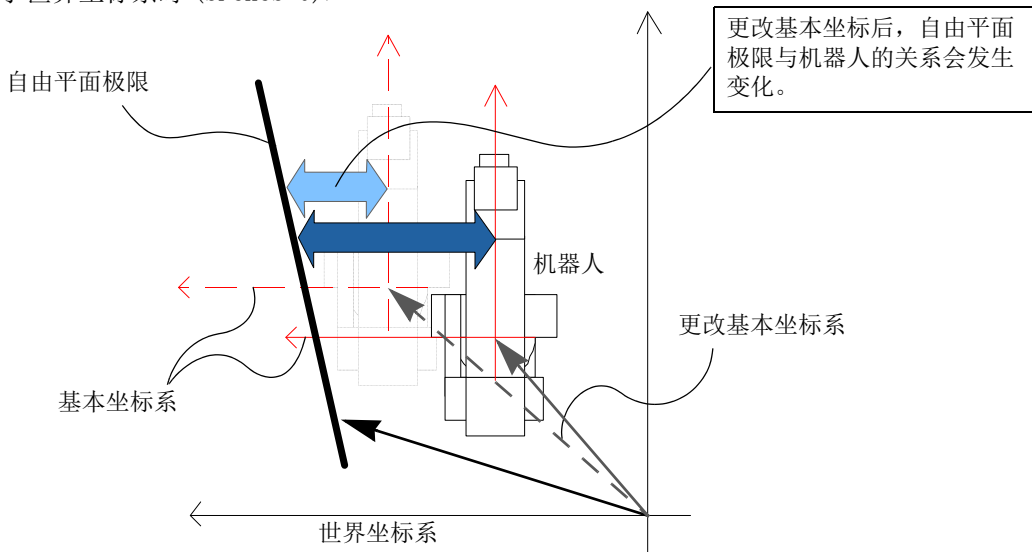 更改基本坐标后，自由平面
极限与机器人的关系会发生
变化。
自由平面极限
机器人
更改基本坐标系
基本坐标系
世界坐标系